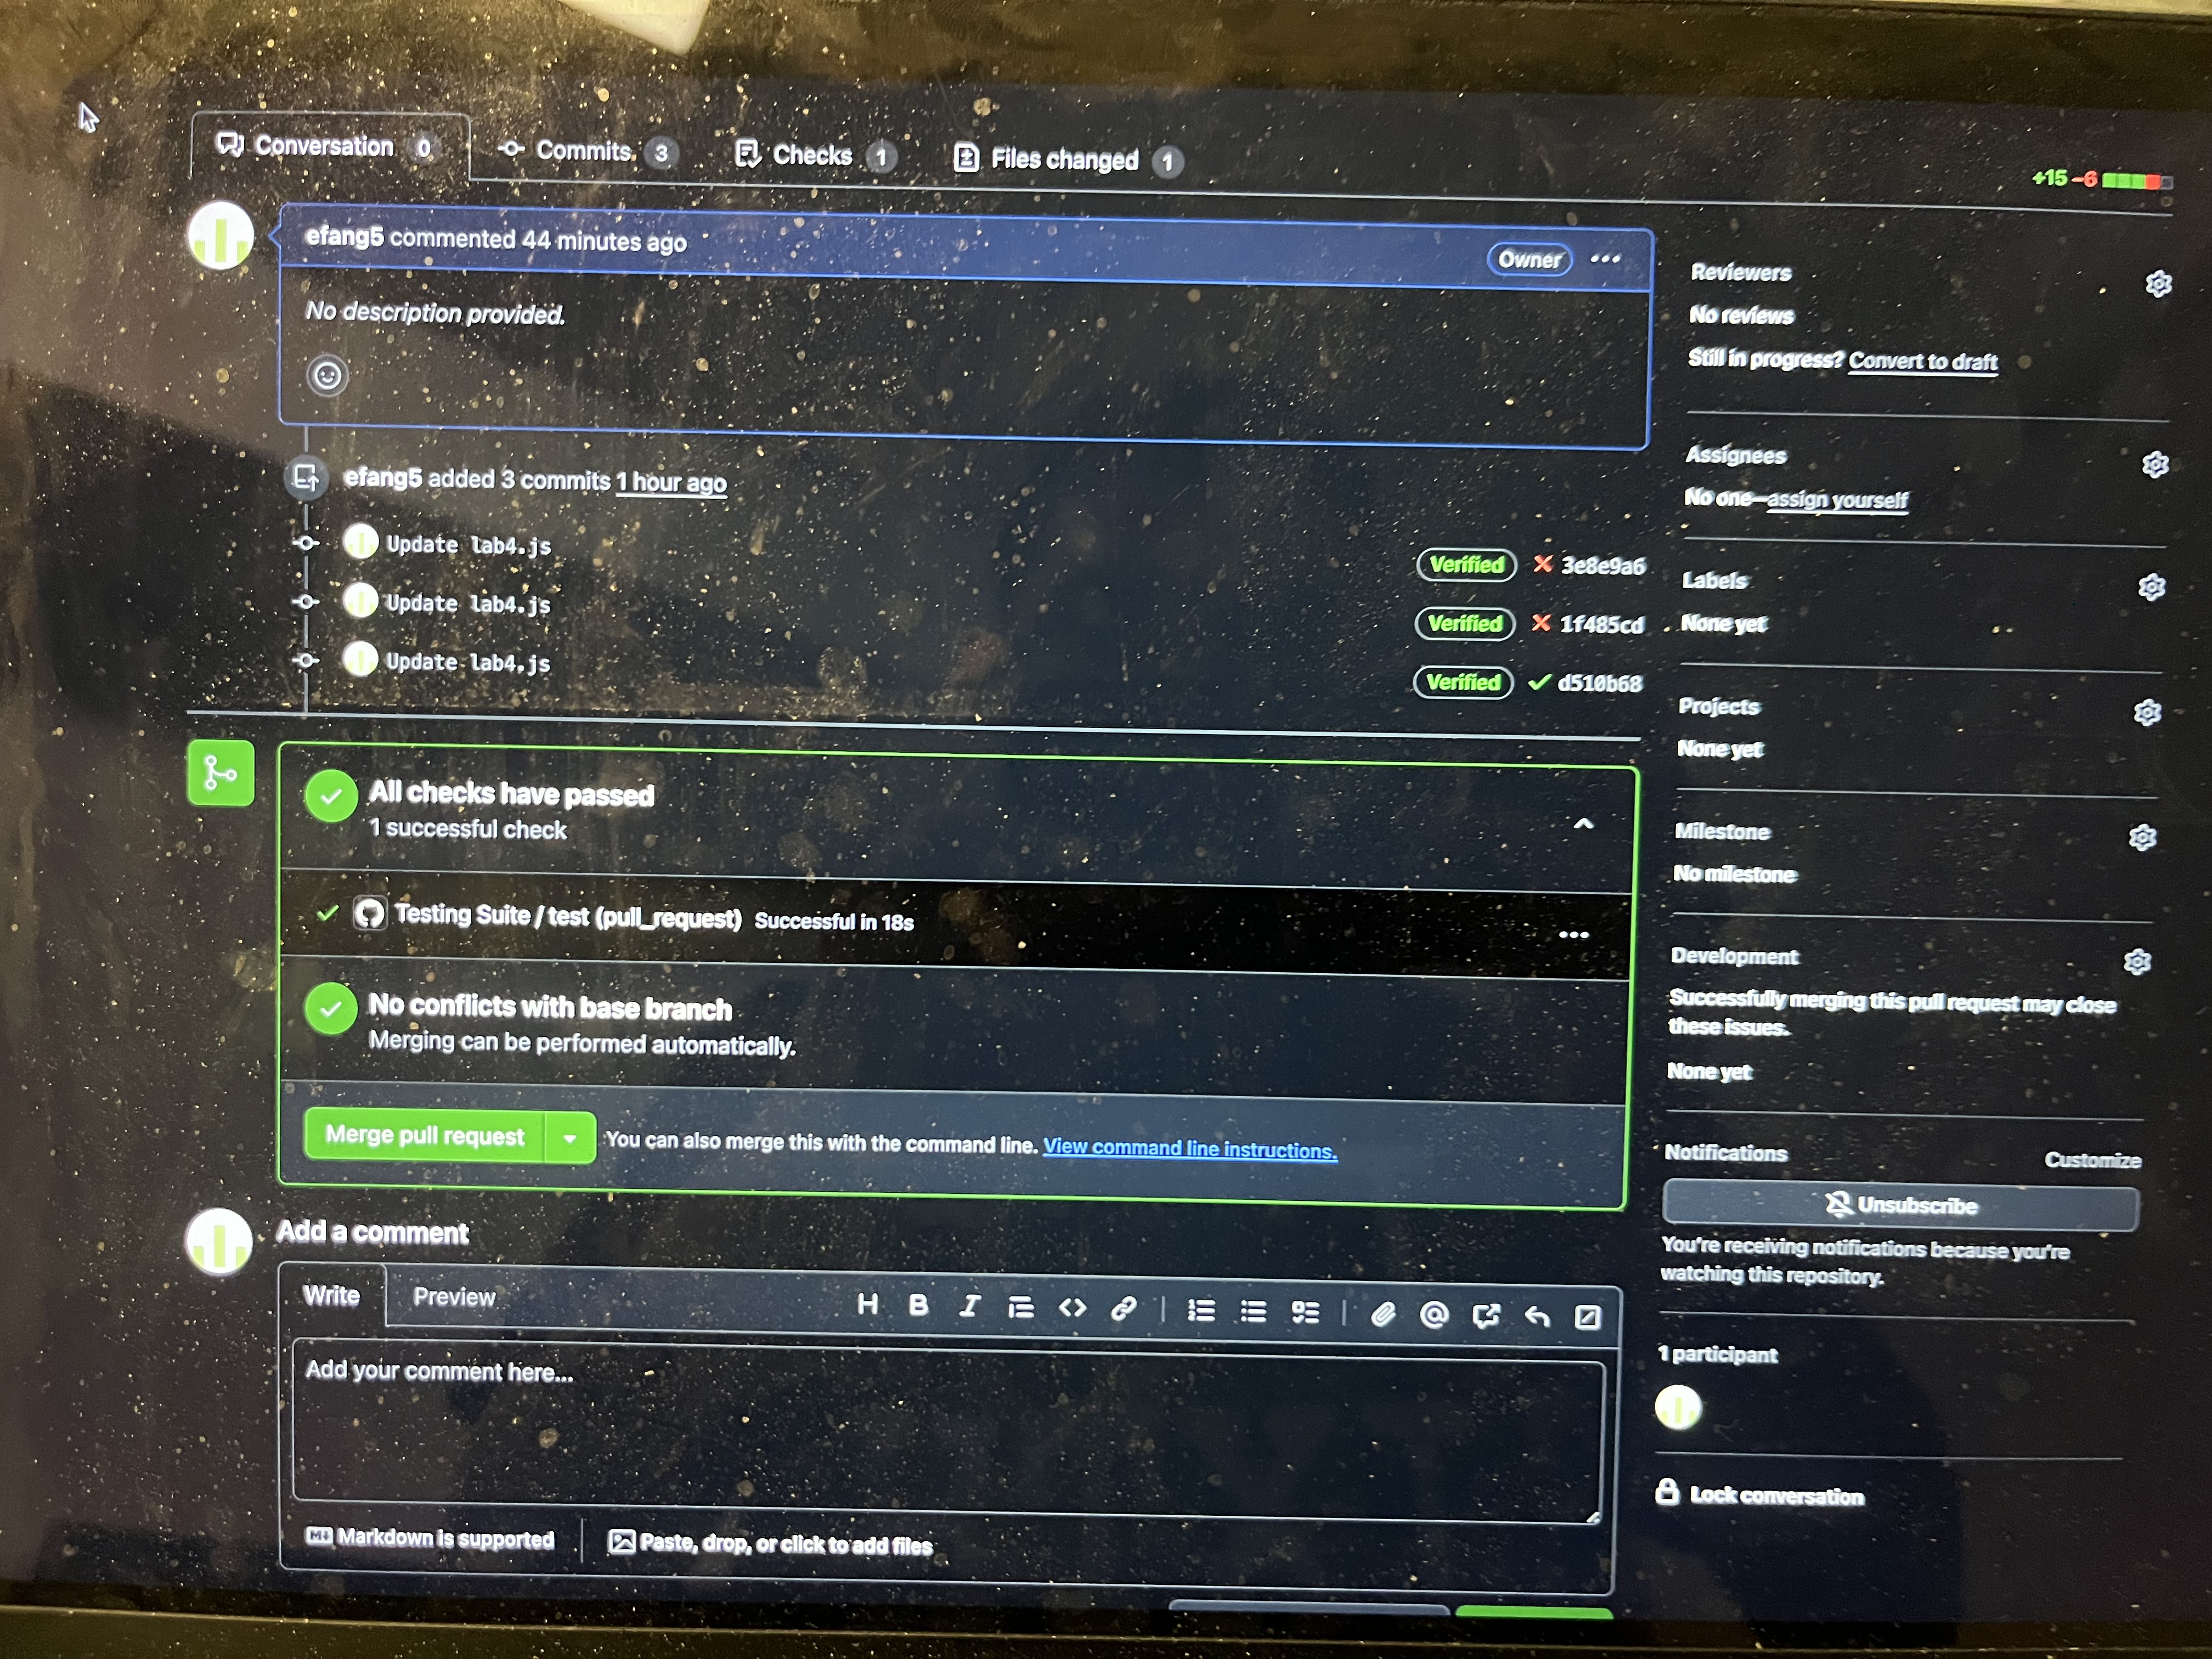 Conversation 0
Commits 3
Checks 1
Files changed 1
+15 -6
efang5 commented 44 minutes ago
Owner
No description provided.
efang5 added 3 commits 1 hour ago
Update lab4.js
Verified 3e8e9a6
Update lab4.js
Verified 1f485cd
Update lab4.js
Verified d510b68
All checks have passed
1 successful check
Testing Suite / test (pull_request) Successful in 18s
No conflicts with base branch
Merging can be performed automatically.
Merge pull request
You can also merge this with the command line. View command line instructions.
Add a comment
Write
Preview
H B I
Add your comment here...
Markdown is supported
Paste, drop, or click to add files
Reviewers
No reviews
Still in progress? Convert to draft
Assignees
No one—assign yourself
Labels
None yet
Projects
None yet
Milestone
No milestone
Development
Successfully merging this pull request may close
these issues.
None yet
Notifications
Customize
Unsubscribe
You're receiving notifications because you're
watching this repository.
1 participant
Lock conversation